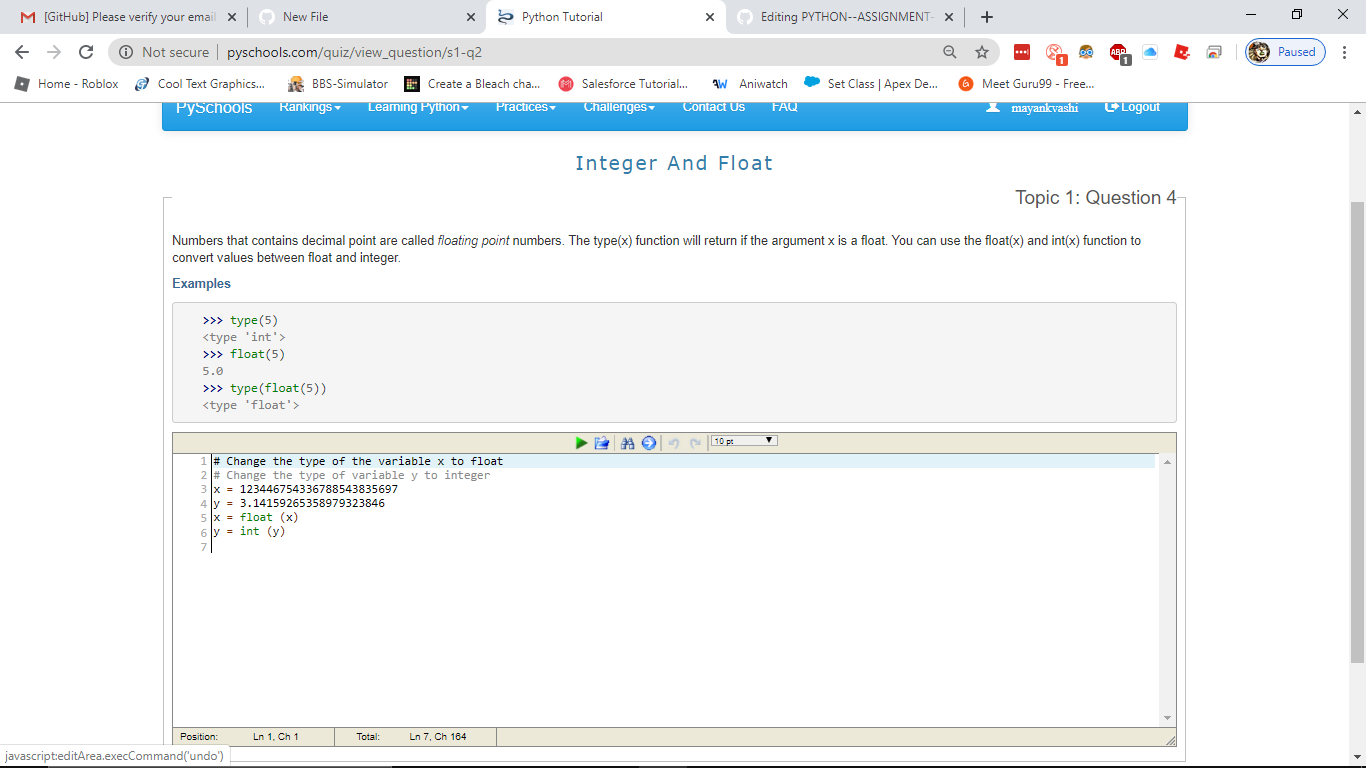 [GitHub] Please verify your email
New File
Python Tutorial
Editing PYTHON--ASSIGNMENT-
Not secure pyschools.com/quiz/view_question/s1-q2
1
ABP
1
Paused
Home - Roblox
Cool Text Graphics...
BBS-Simulator
Create a Bleach cha...
Salesforce Tutorial...
Aniwatch
Set Class | Apex De...
Meet Guru99 - Free...
PySchools Rankings Learning Python Practices Challenges Contact Us FAQ mayankvashi Logout
Integer And Float
Topic 1: Question 4
Numbers that contains decimal point are called floating point numbers. The type(x) function will return if the argument x is a float. You can use the float(x) and int(x) function to
convert values between float and integer.
Examples
>>> type(5)
<type 'int'>
>>> float(5)
5.0
>>> type(float(5))
<type 'float'>
10 pt
1 # Change the type of the variable x to float
2 # Change the type of variable y to integer
3 x = 123446754336788543835697
4 y = 3.14159265358979323846
5 x = float (x)
6 y = int (y)
7
Position: Ln 1, Ch 1 Total: Ln 7, Ch 164
javascript:editArea.execCommand('undo')